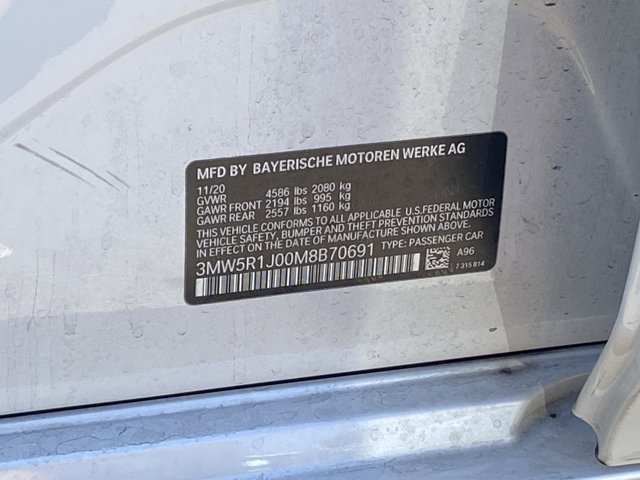 MFD BY BAYERISCHE MOTOREN WERKE AG
11/20
GVWR 4586 lbs 2080 kg
GAWR FRONT 2194 lbs 995 kg
GAWR REAR 2557 lbs 1160 kg
THIS VEHICLE CONFORMS TO ALL APPLICABLE U.S.FEDERAL MOTOR
VEHICLE SAFETY, BUMPER AND THEFT PREVENTION STANDARDS
IN EFFECT ON THE DATE OF MANUFACTURE SHOWN ABOVE.
3MW5R1J00M8B70691 TYPE: PASSENGER CAR
A96
7 315 814